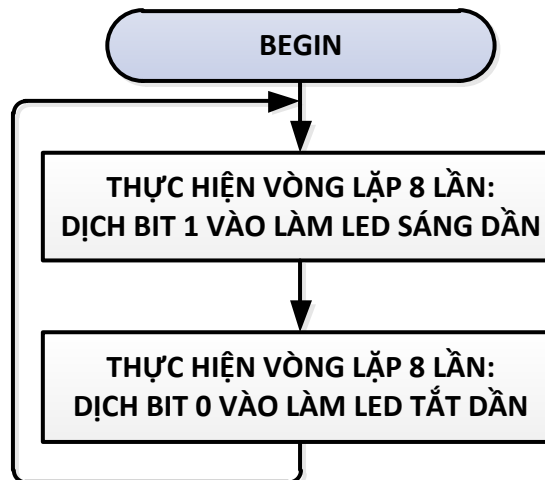 BEGIN
THỰC HIỆN VÒNG LẶP 8 LẦN:
DỊCH BIT 1 VÀO LÀM LED SÁNG DẦN
THỰC HIỆN VÒNG LẶP 8 LẦN:
DỊCH BIT 0 VÀO LÀM LED TẮT DẦN